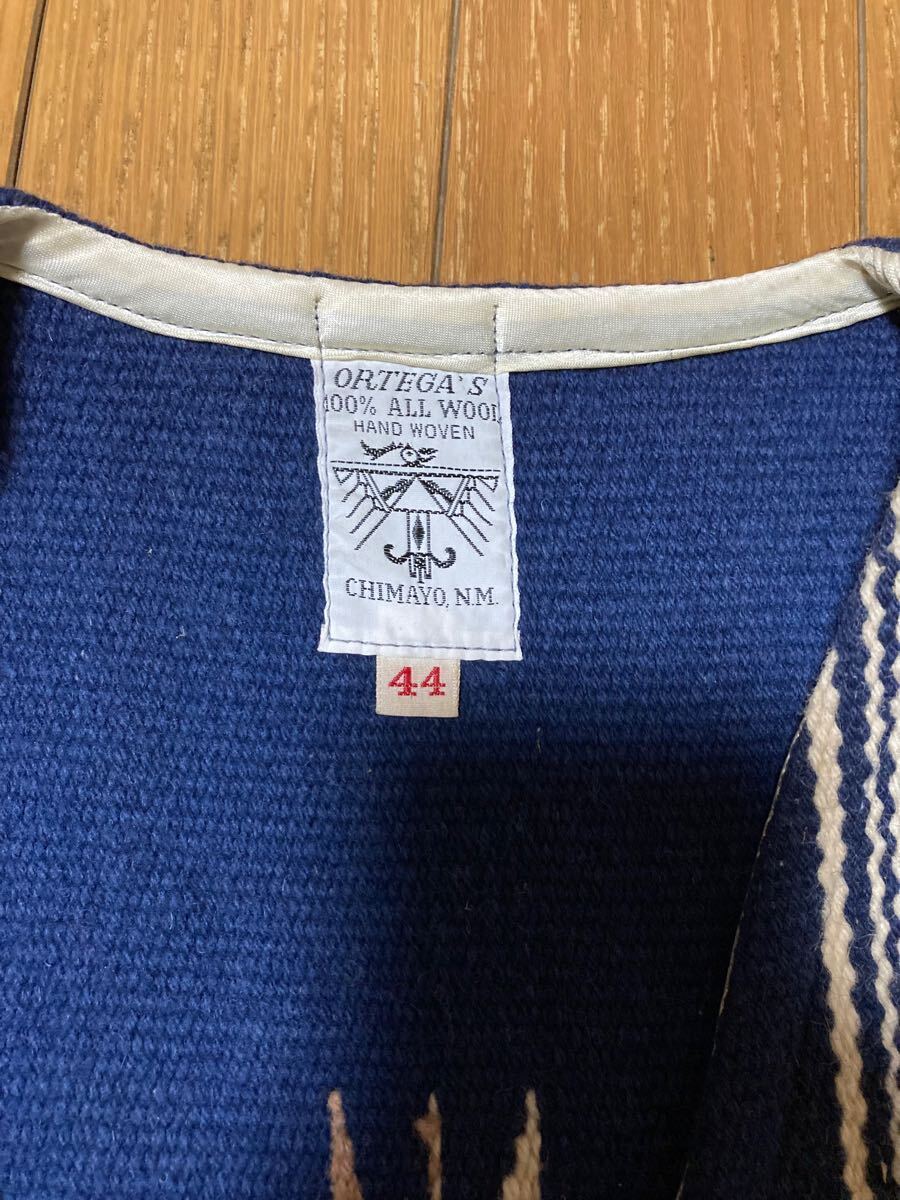 ORTEGA'S
100% ALL WOOL
HAND WOVEN
CHIMAYO, N.M.
44